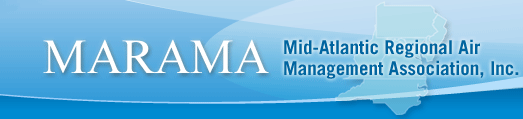 MARAMA
Mid-Atlantic Regional Air
Management Association, Inc.